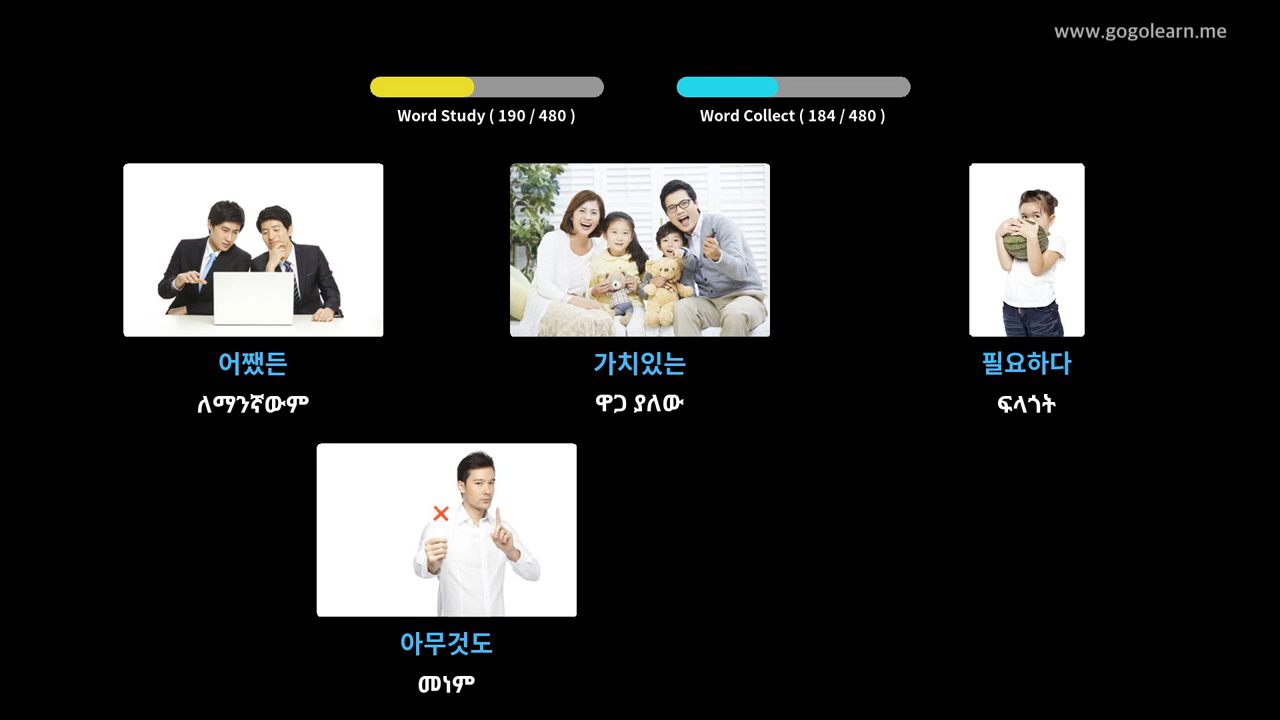 www.gogolearn.me
Word Study ( 190 / 480 )
Word Collect ( 184 / 480 )
어쨌든
ለማንኛውም
가치있는
ዋጋ ያለው
필요하다
ፍላጎት
아무것도
መነም